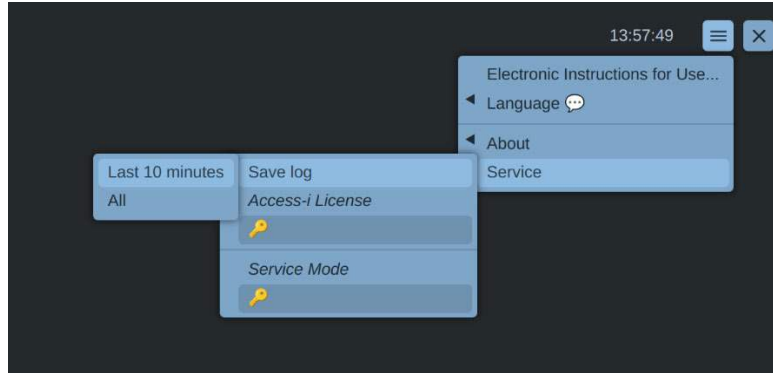 13:57:49
Electronic Instructions for Use...
Language
About
Service
Save log
Access-i License
Service Mode
Last 10 minutes
All